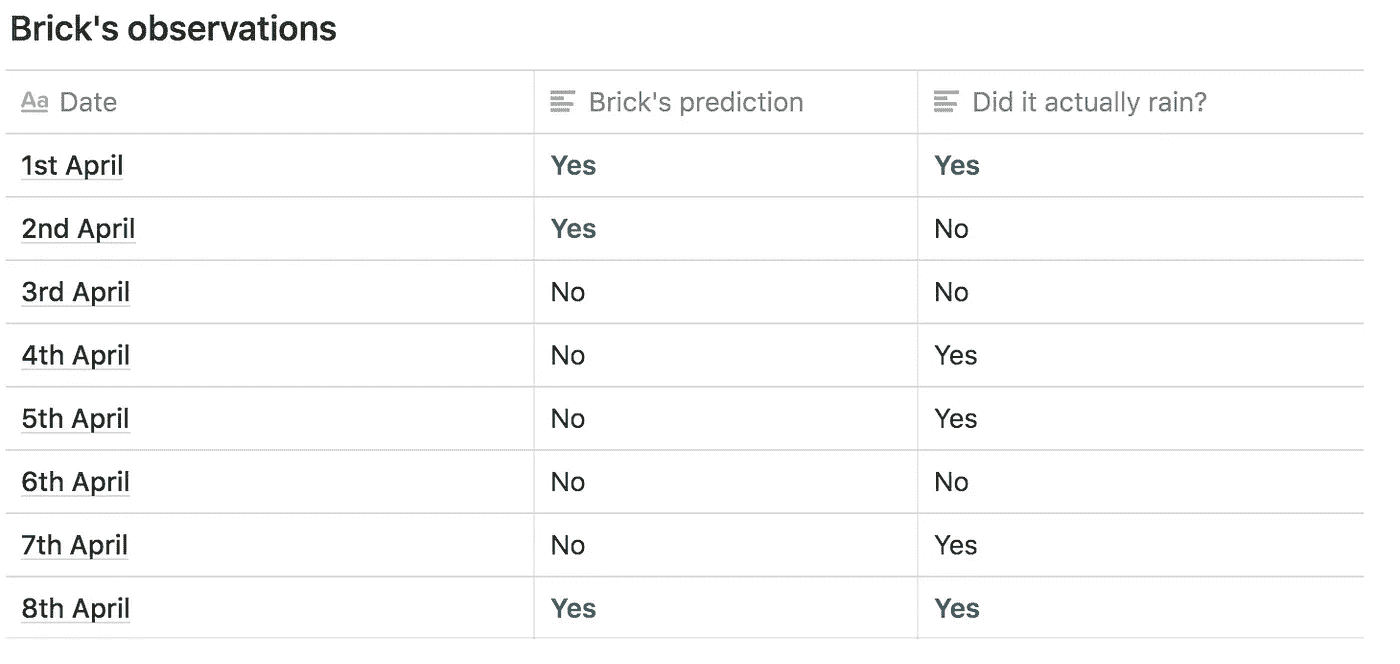 Brick's observations
Aa Date Brick's prediction Did it actually rain?
1st April Yes Yes
2nd April Yes No
3rd April No No
4th April No Yes
5th April No Yes
6th April No No
7th April No Yes
8th April Yes Yes